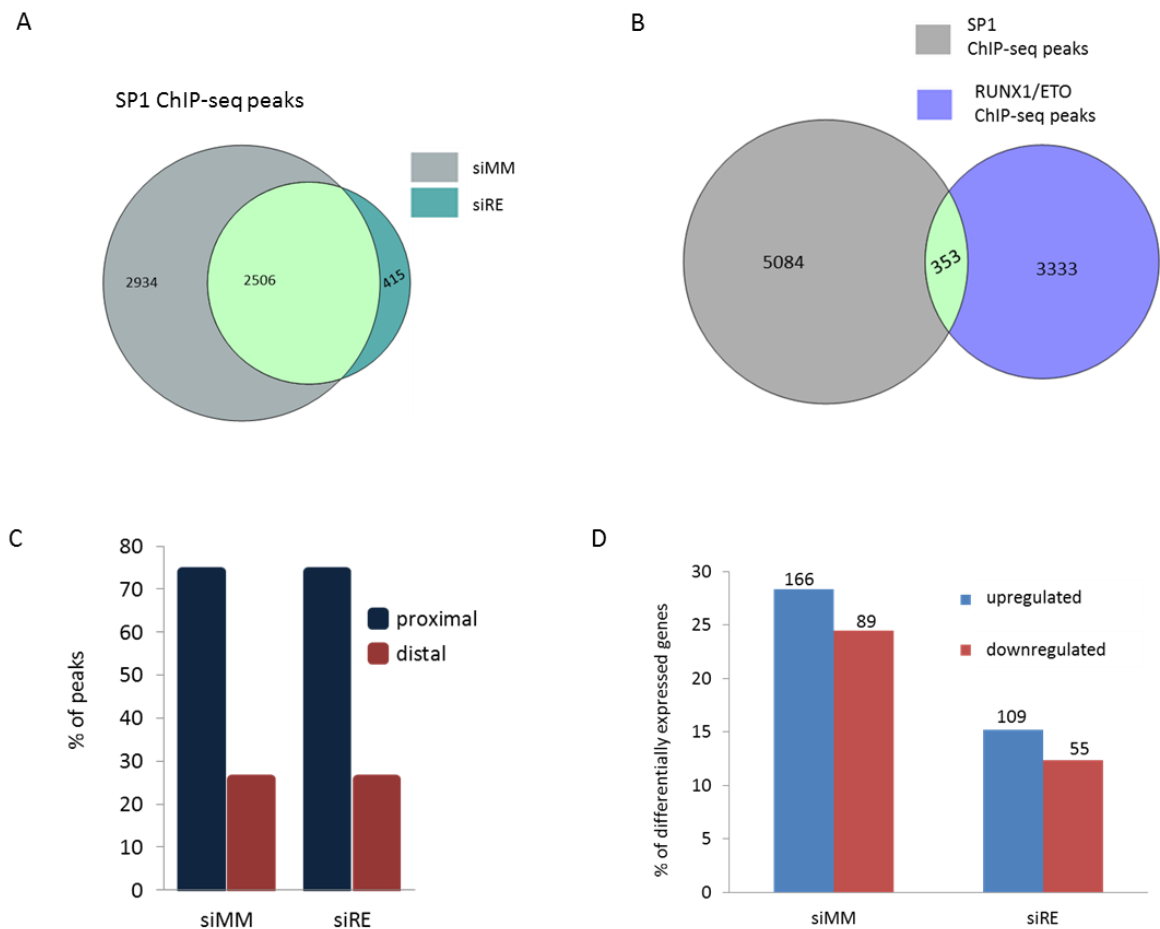 A
SP1 ChIP-seq peaks
siMM
siRE
2934
2506
415
B
SP1
ChIP-seq peaks
RUNX1/ETO
ChIP-seq peaks
5084
353
3333
C
% of peaks
80
70
60
50
40
30
20
10
0
siMM
siRE
proximal
distal
D
% of differentially expressed genes
30
25
20
15
10
5
0
166
89
109
55
siMM
siRE
upregulated
downregulated